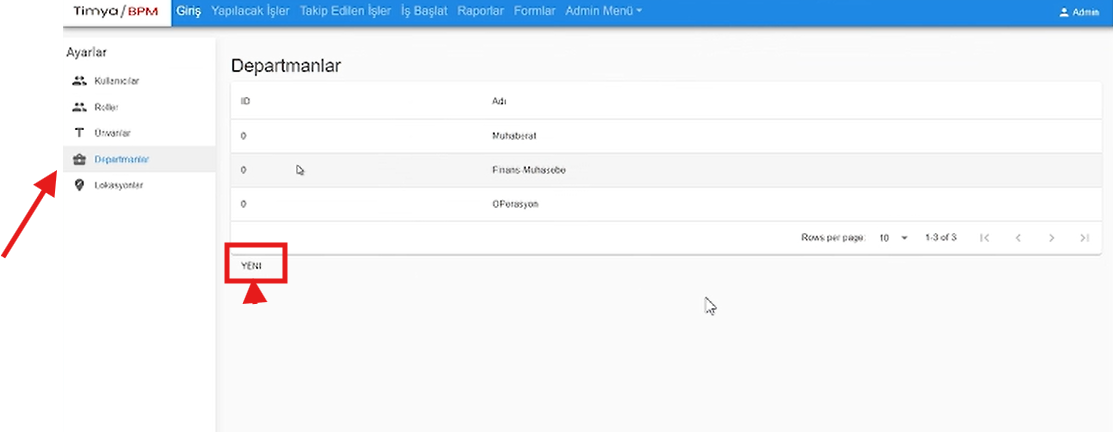 Timya/BPM Giriş Yapılacak İşler Takip Edilen İşler İş Başlat Raporlar Formlar Admin Menü Admin
Ayarlar
Kullanıcılar
Roller
Ünvanlar
Departmanlar
Lokasyonlar
Departmanlar
ID Adı
0 Muhaberat
0 Finans-Muhasebe
0 OPerasyon
Rows per page: 10 1-3 of 3
YENI